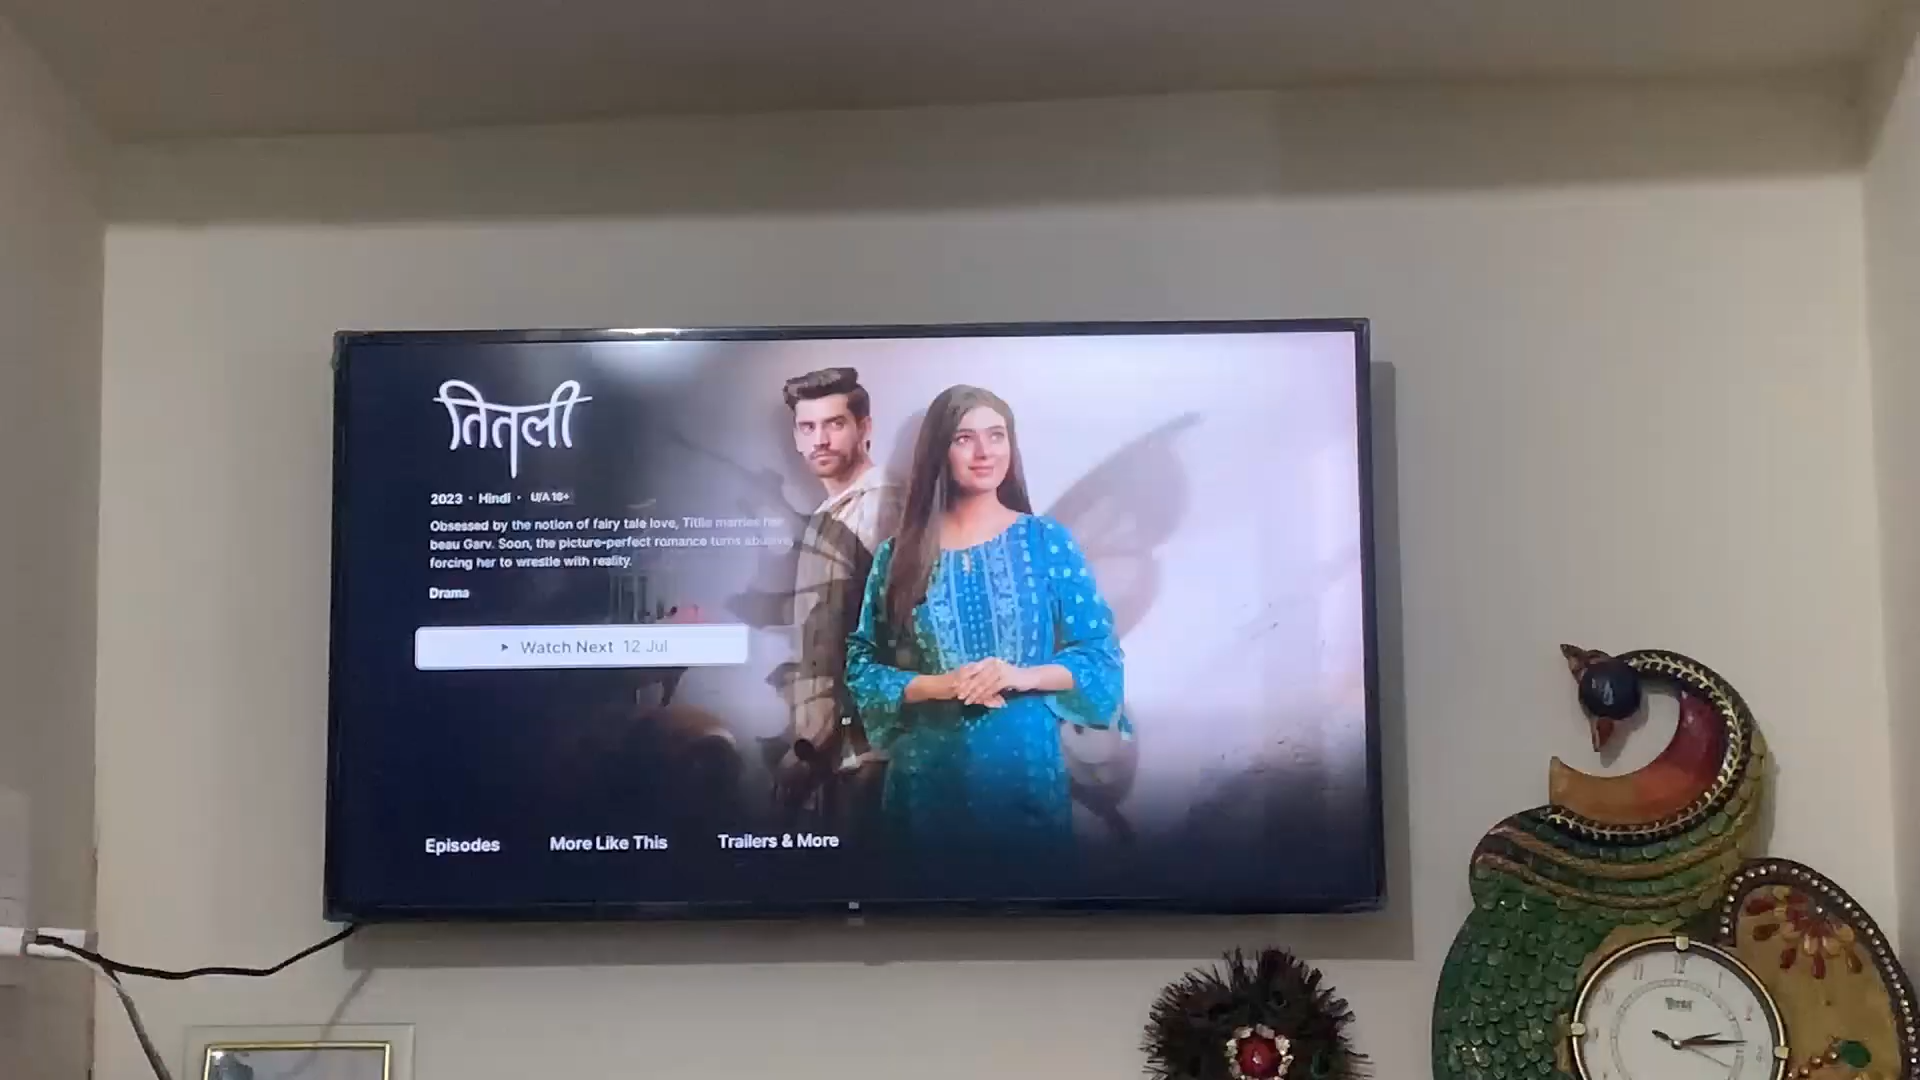 तितली
2023 · Hindi · U/A 16+
Obsessed by the notion of fairy tale love, Titlie marries her
beau Garv. Soon, the picture-perfect romance turns abusive,
forcing her to wrestle with reality.
Drama
Watch Next 12 Jul
Episodes More Like This Trailers & More
12
11